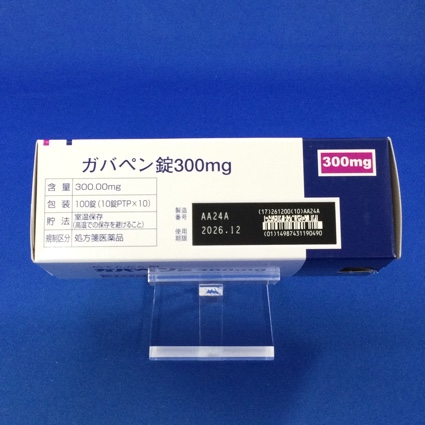 ガバペン錠300mg
300mg
含量 300.00mg
包装 100錠(10錠PTP×10)
貯法 室温保存
(高温での保存を避けること)
規制区分 処方箋医薬品
製造番号 AA24A
使用期限 2026.12
(17)261200(10)AA24A
(01)14987431190490